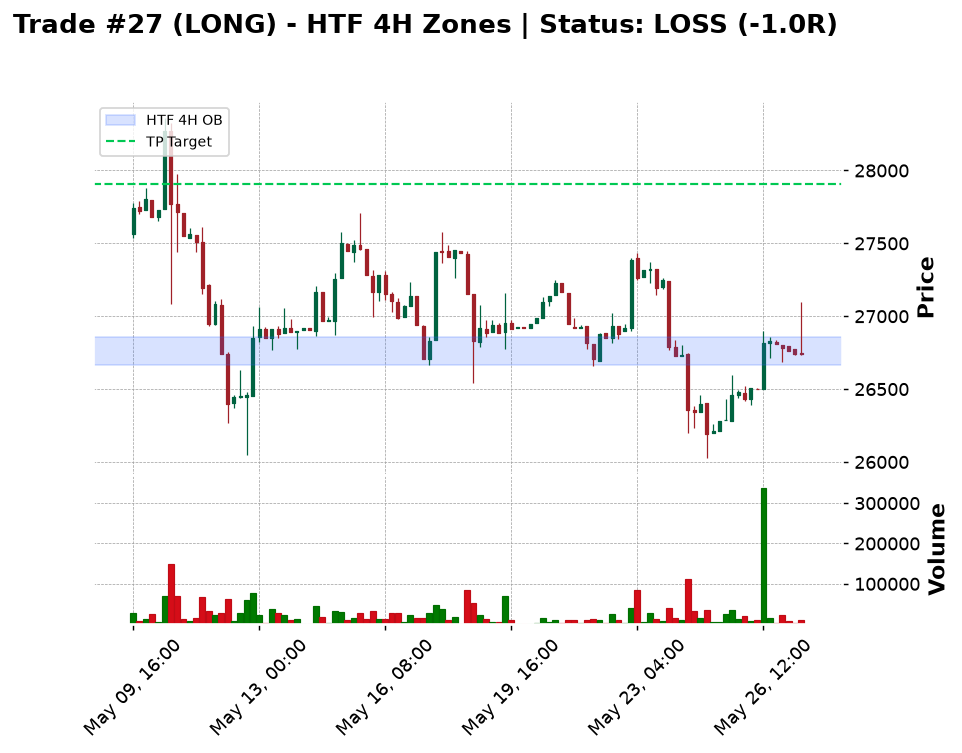 Trade #27 (LONG) - HTF 4H Zones | Status: LOSS (-1.0R)
HTF 4H OB
TP Target
28000
27500
27000
26500
26000
Price
300000
200000
100000
Volume
May 09, 16:00
May 13, 00:00
May 16, 08:00
May 19, 16:00
May 23, 04:00
May 26, 12:00